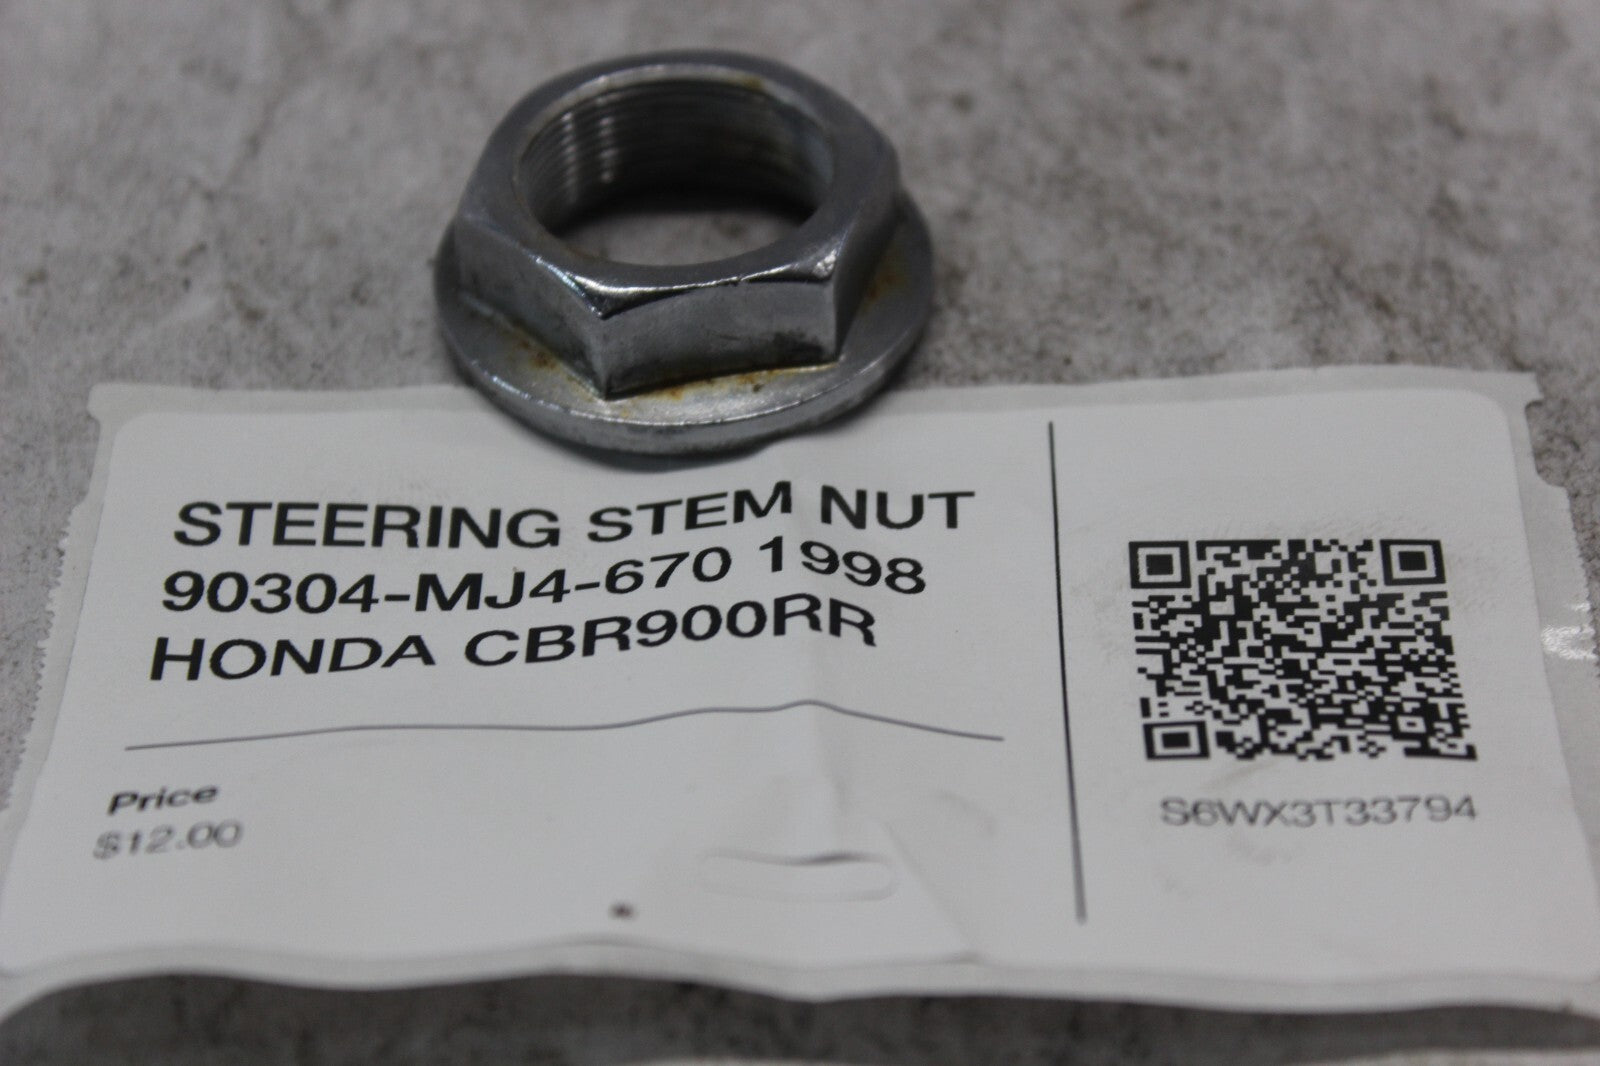 STEERING STEM NUT
90304-MJ4-670 1998
HONDA CBR900RR
Price
$12.00
S6WX3T33794